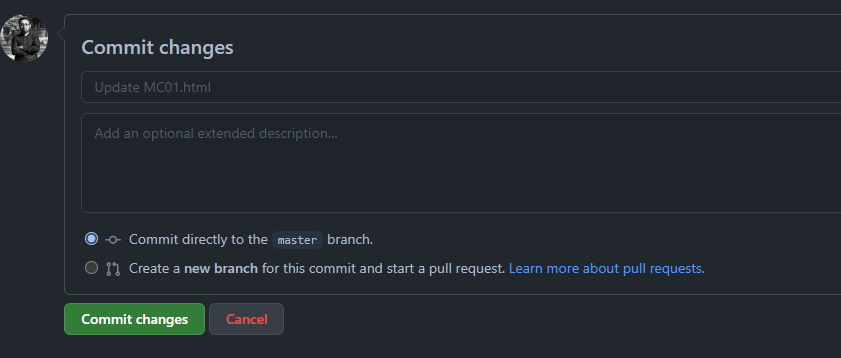 Commit changes
Update MC01.html
Add an optional extended description...
Commit directly to the master branch.
Create a new branch for this commit and start a pull request. Learn more about pull requests.
Commit changes
Cancel